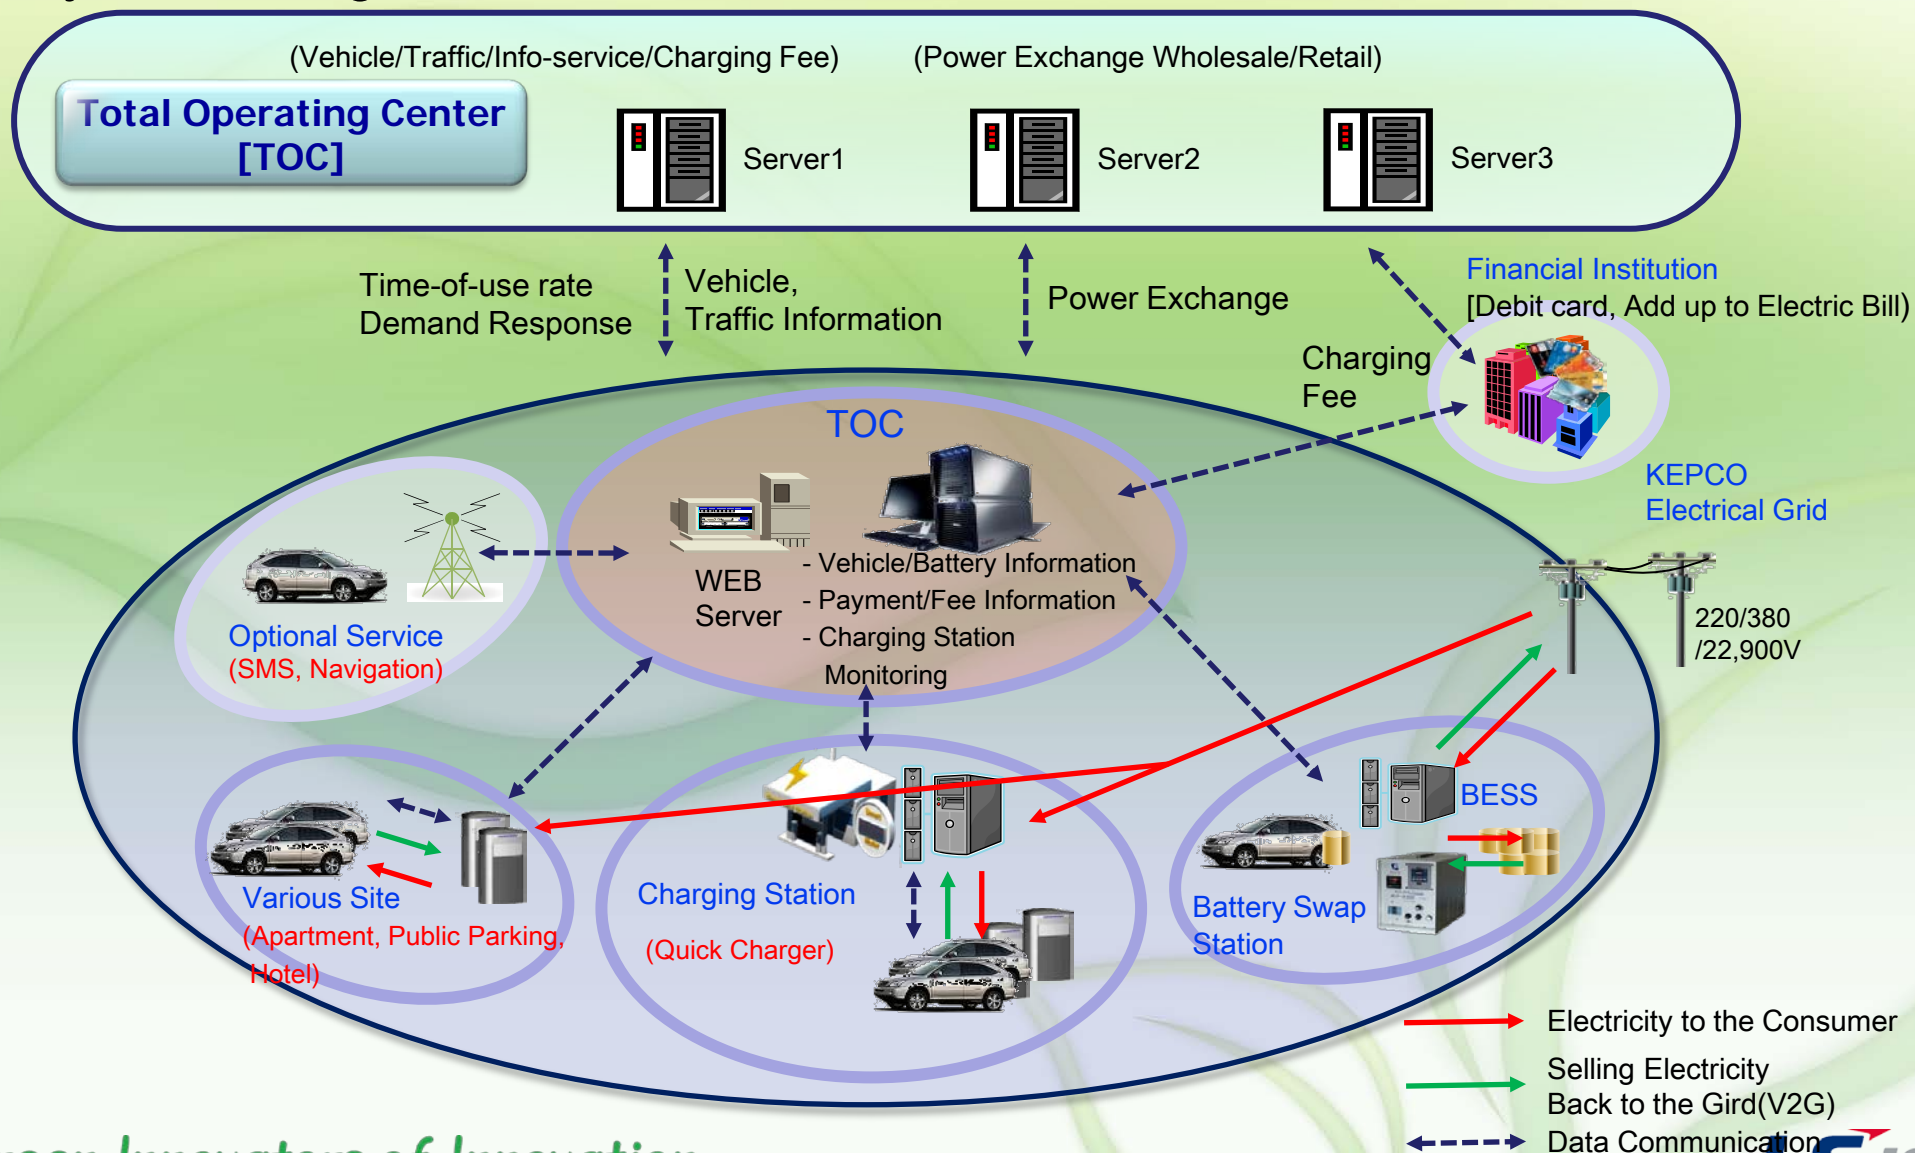 (Vehicle/Traffic/Info-service/Charging Fee)
(Power Exchange Wholesale/Retail)
Total Operating Center
[TOC]
Server1
Server2
Server3
Time-of-use rate
Demand Response
Vehicle,
Traffic Information
Power Exchange
Financial Institution
[Debit card, Add up to Electric Bill)
Charging
Fee
TOC
KEPCO
Electrical Grid
220/380
/22,900V
WEB
Server
- Vehicle/Battery Information
- Payment/Fee Information
- Charging Station
Monitoring
Optional Service
(SMS, Navigation)
Various Site
(Apartment, Public Parking,
Hotel)
Charging Station
(Quick Charger)
BESS
Battery Swap
Station
Electricity to the Consumer
Selling Electricity
Back to the Gird(V2G)
Data Communication
Innovators of Innovation